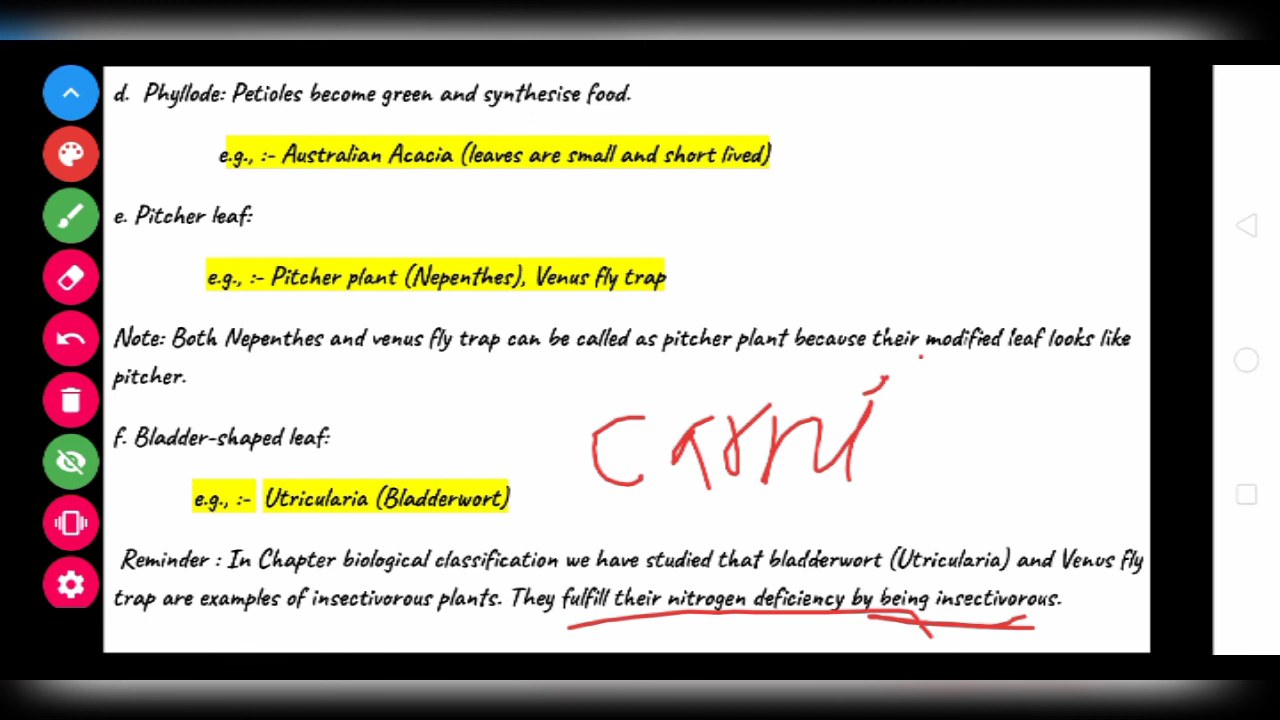 d. Phyllode: Petioles become green and synthesise food.
e.g., :- Australian Acacia (leaves are small and short lived)
e. Pitcher leaf:
e.g., :- Pitcher plant (Nepenthes), Venus fly trap
Note: Both Nepenthes and venus fly trap can be called as pitcher plant because their modified leaf looks like
pitcher.
f. Bladder-shaped leaf:
carni
e.g., :- Utricularia (Bladderwort)
Reminder : In Chapter biological classification we have studied that bladderwort (Utricularia) and Venus fly
trap are examples of insectivorous plants. They fulfill their nitrogen deficiency by being insectivorous.